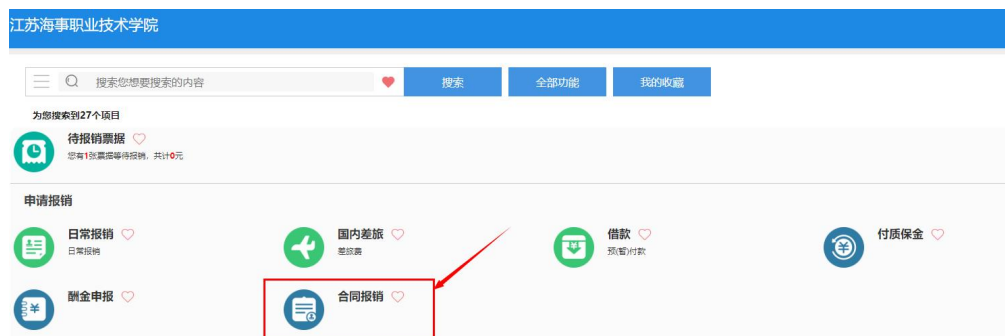 江苏海事职业技术学院
搜索您想要搜索的内容
搜索
全部功能
我的收藏
为您搜索到27个项目
待报销票据
您有1张票据等待报销，共计0元
申请报销
日常报销
日常报销
国内差旅
差旅费
借款
预(暂)付款
付质保金
酬金申报
合同报销